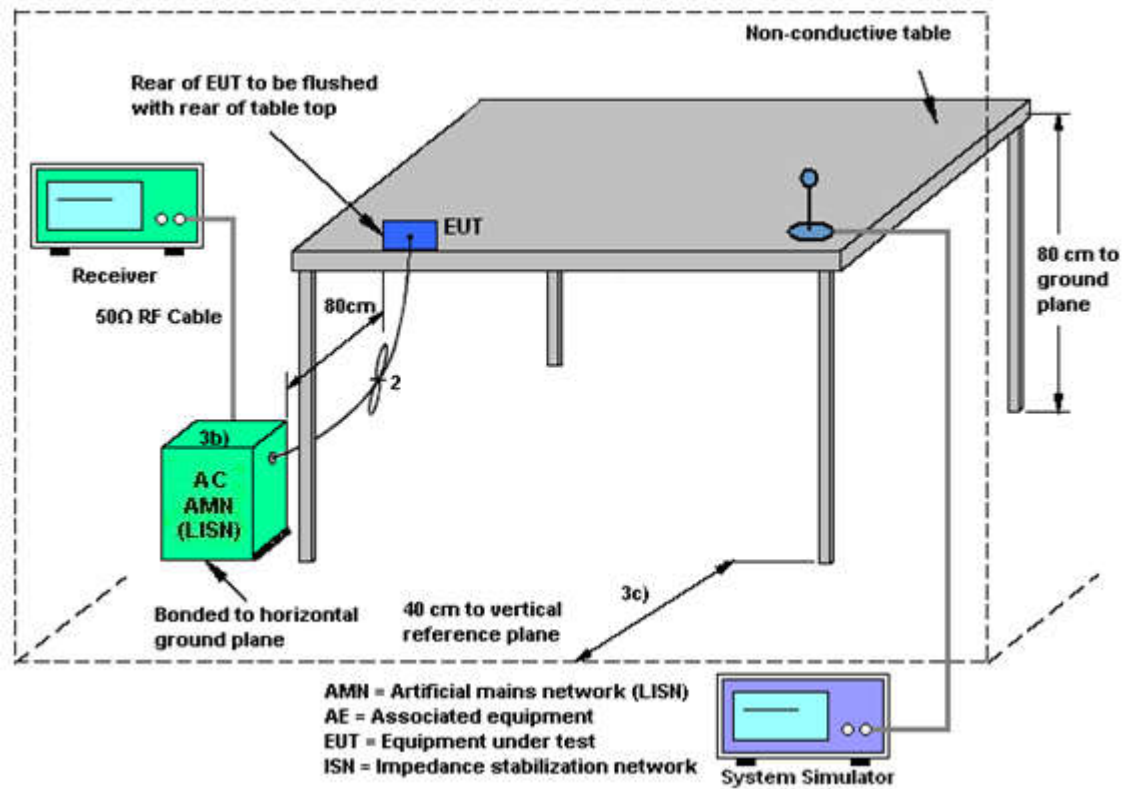 Non-conductive table
Rear of EUT to be flushed
with rear of table top
EUT
Receiver
80cm
80 cm to
ground
plane
50Ω RF Cable
2
3b)
AC
AMN
(LISN)
3c)
Bonded to horizontal
ground plane
40 cm to vertical
reference plane
AMN = Artificial mains network (LISN)
AE = Associated equipment
EUT = Equipment under test
ISN = Impedance stabilization network
System Simulator